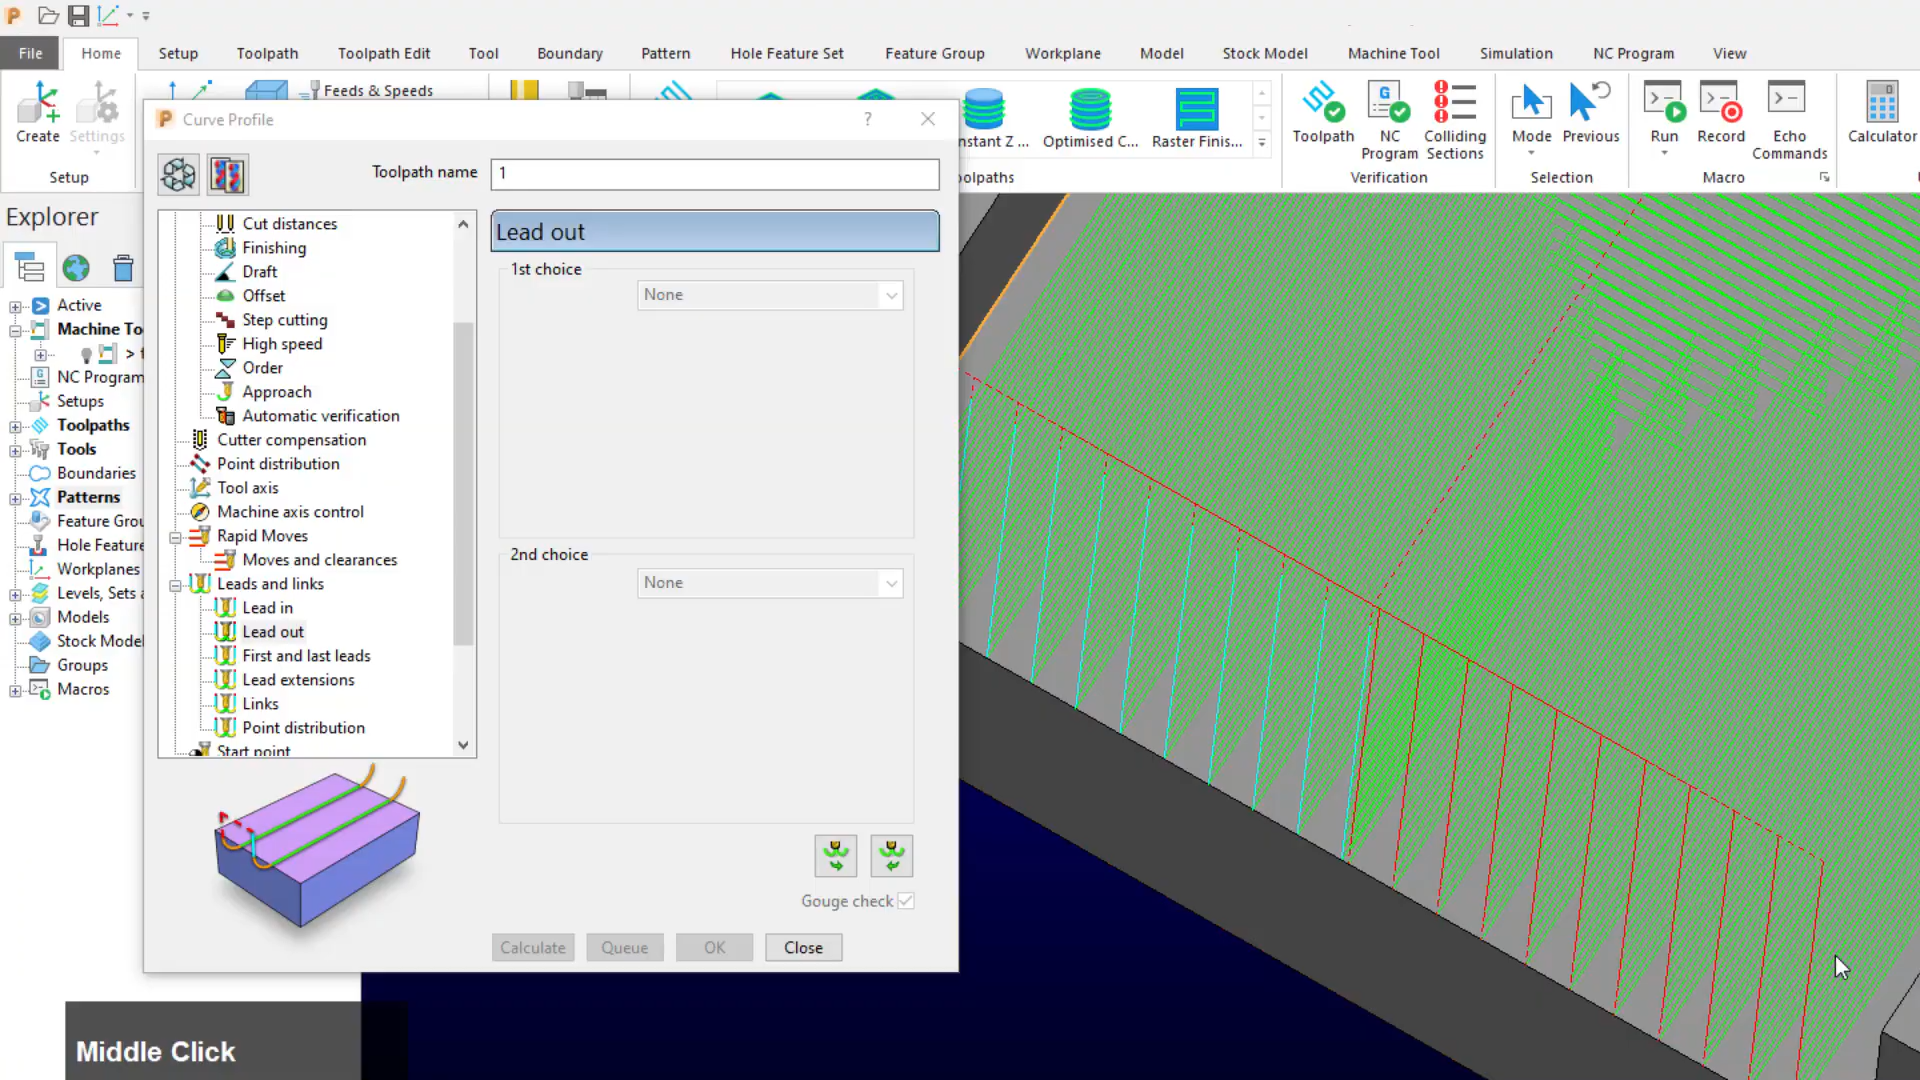 File
Home
Setup
Toolpath
Toolpath Edit
Tool
Boundary
Pattern
Hole Feature Set
Feature Group
Workplane
Model
Stock Model
Machine Tool
Simulation
NC Program
View
Create
Settings
Setup
Feeds & Speeds
nstant Z ...
Optimised C...
Raster Finis...
oolpaths
Toolpath
NC Program
Colliding Sections
Verification
Mode
Previous
Selection
Run
Record
Echo Commands
Macro
Calculator
Explorer
Active
Machine To
NC Program
Setups
Toolpaths
Tools
Boundaries
Patterns
Feature Grou
Hole Feature
Workplanes
Levels, Sets a
Models
Stock Model
Groups
Macros
Curve Profile
?
Toolpath name
1
Cut distances
Finishing
Draft
Offset
Step cutting
High speed
Order
Approach
Automatic verification
Cutter compensation
Point distribution
Tool axis
Machine axis control
Rapid Moves
Moves and clearances
Leads and links
Lead in
Lead out
First and last leads
Lead extensions
Links
Point distribution
Start point
Lead out
1st choice
None
2nd choice
None
Gouge check
Calculate
Queue
OK
Close
Middle Click